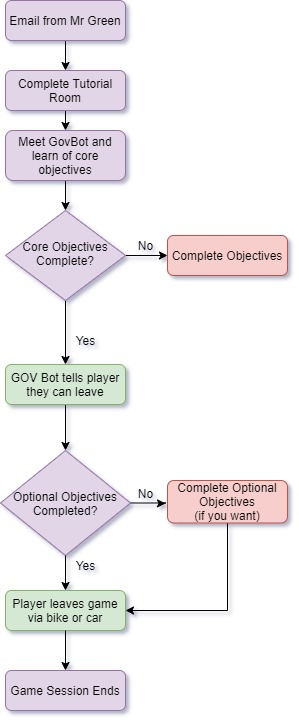 Email from Mr Green
Complete Tutorial
Room
Meet GovBot and
learn of core
objectives
Core Objectives
Complete?
No
Complete Objectives
Yes
GOV Bot tells player
they can leave
Optional Objectives
Completed?
No
Complete Optional
Objectives
(if you want)
Yes
Player leaves game
via bike or car
Game Session Ends